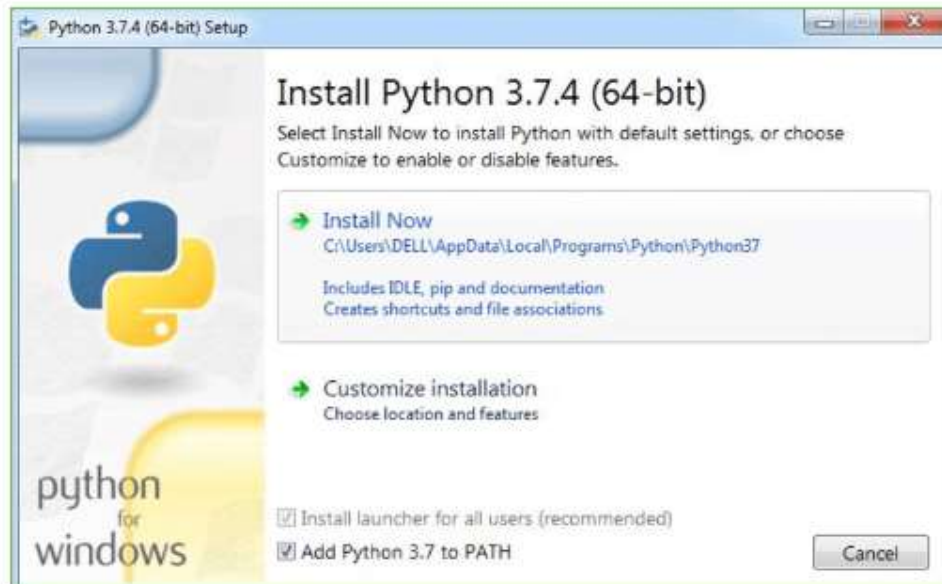 Python 3.7.4 (64-bit) Setup
Install Python 3.7.4 (64-bit)
Select Install Now to install Python with default settings, or choose
Customize to enable or disable features.
Install Now
C:\Users\DELL\AppData\Local\Programs\Python\Python37
Includes IDLE, pip and documentation
Creates shortcuts and file associations
Customize installation
Choose location and features
python
for
windows
Install launcher for all users (recommended)
Add Python 3.7 to PATH
Cancel